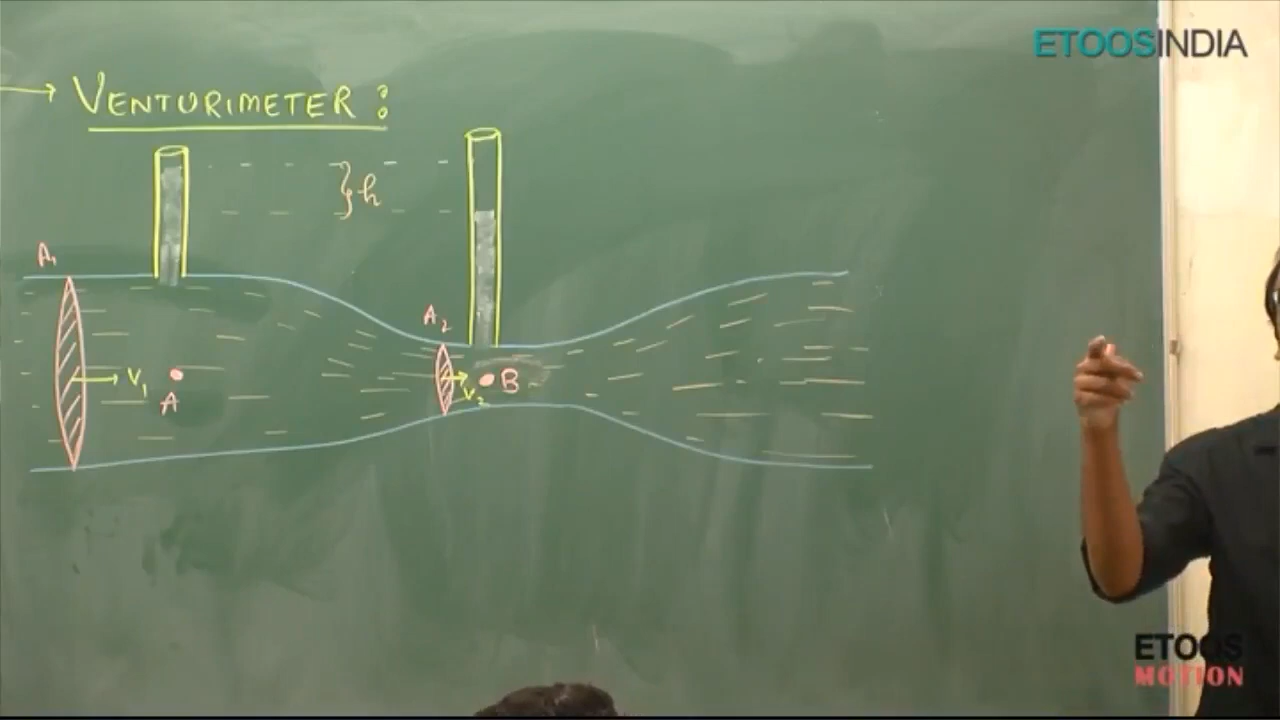 ETOOSINDIA
→ VENTURIMETER :
} h
A₁
A₂
V₁
A
V₂
B
ETOOS
MOTION